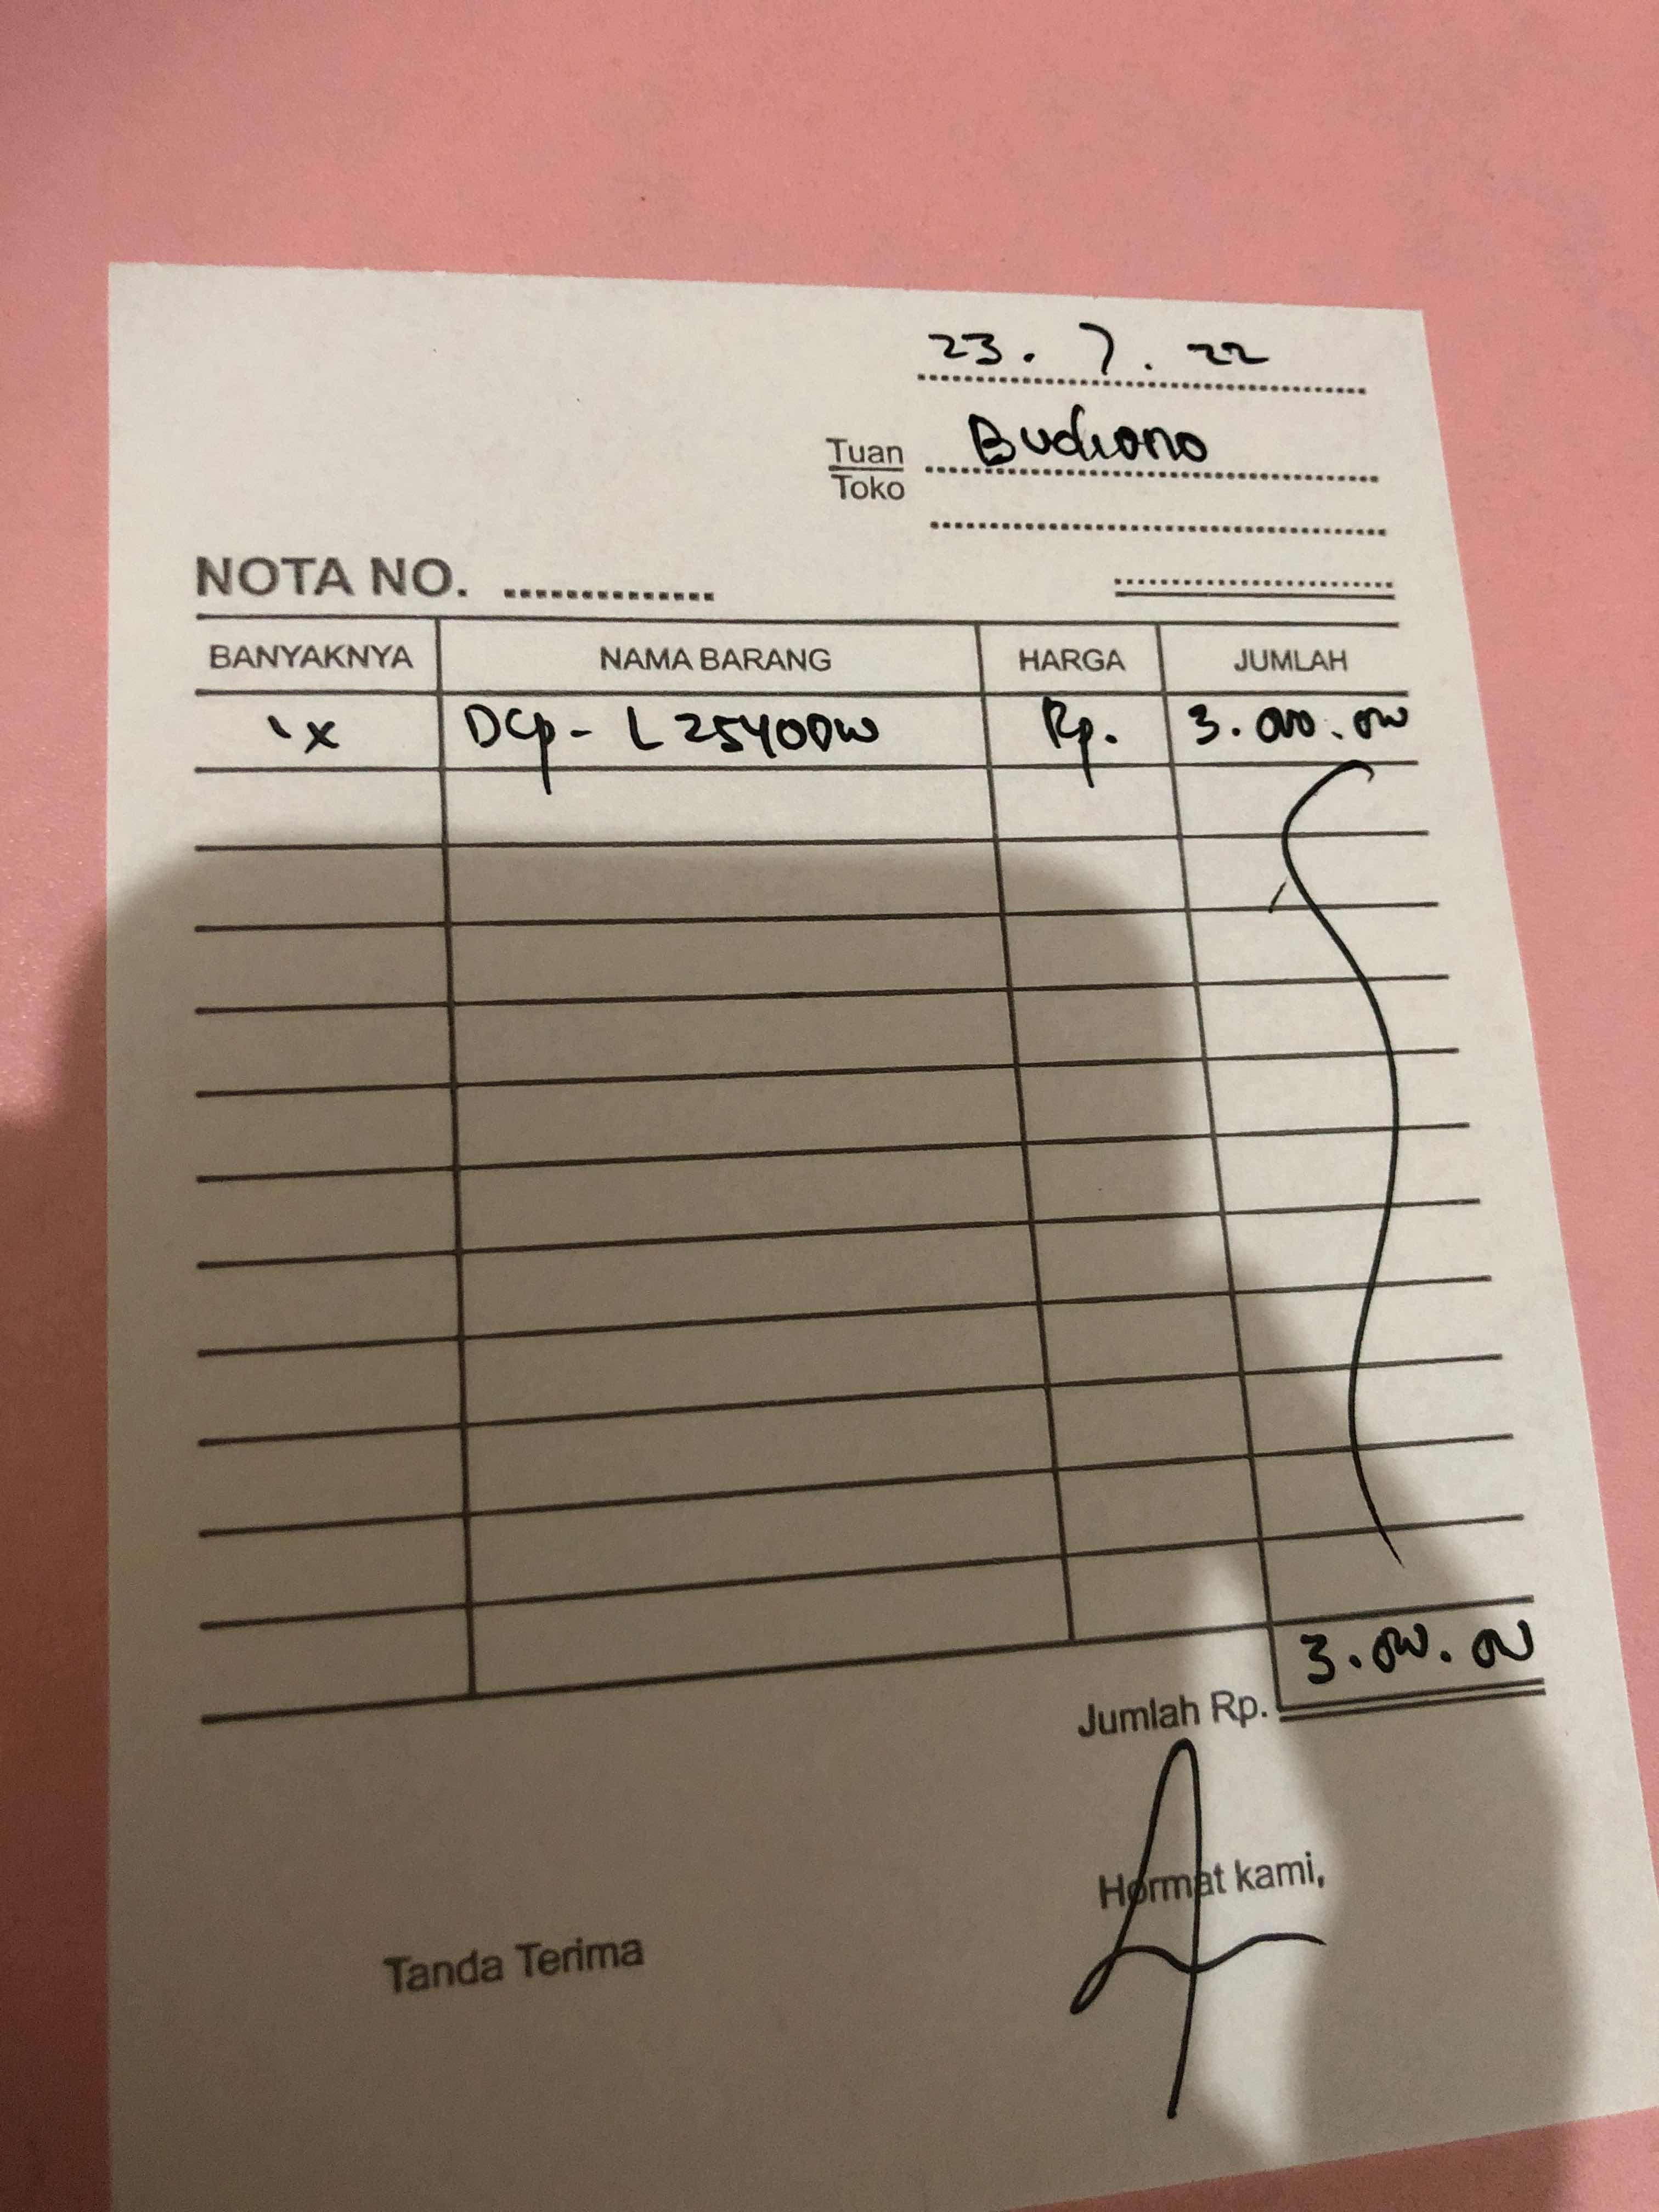 23. 7. 22
Tuan Budiono
Toko
NOTA NO.
BANYAKNYA NAMA BARANG HARGA JUMLAH
1x DCp- L2540DW Rp. 3.000.000
3.000.000
Jumlah Rp.
Hormat kami,
Tanda Terima